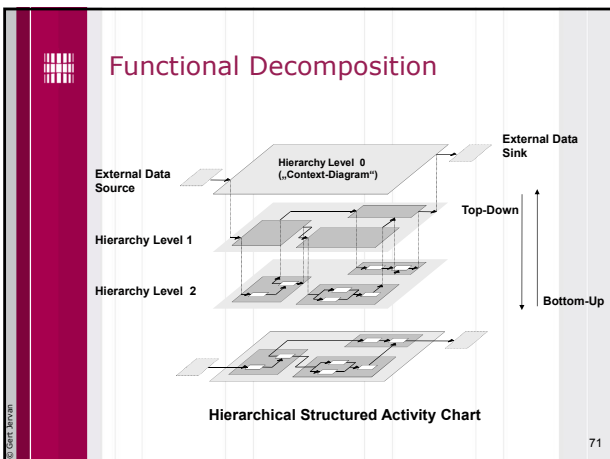 Functional Decomposition
External Data
Sink
Hierarchy Level  0
(„Context-Diagram“)
External Data
Source
Top-Down
Hierarchy Level 1
Hierarchy Level  2
Bottom-Up
Hierarchical Structured Activity Chart
© Gert Jervan
71